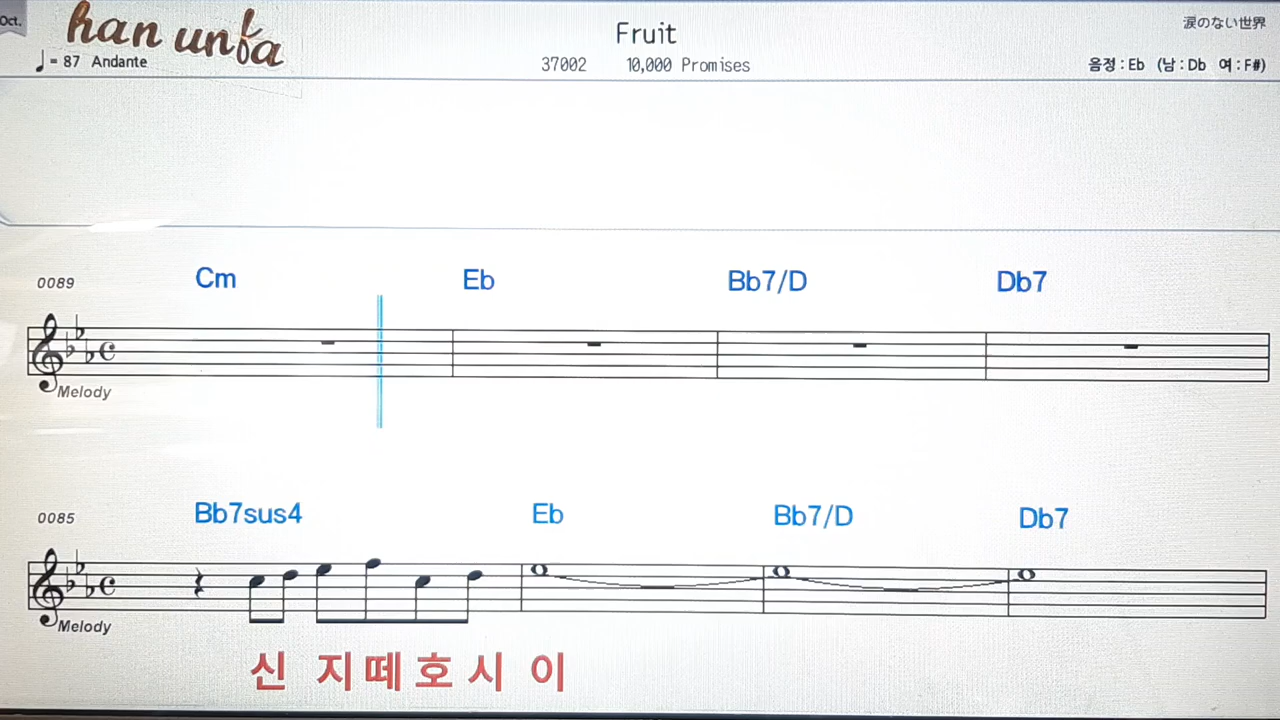 Oct.
han unfa
Fruit
涙のない世界
♩= 87 Andante
37002 10,000 Promises
음정 : Eb (남 : Db 여 : F#)
0089
Cm Eb Bb7/D Db7
Melody
0085
Bb7sus4 Eb Bb7/D Db7
Melody
신 지떼호시 이